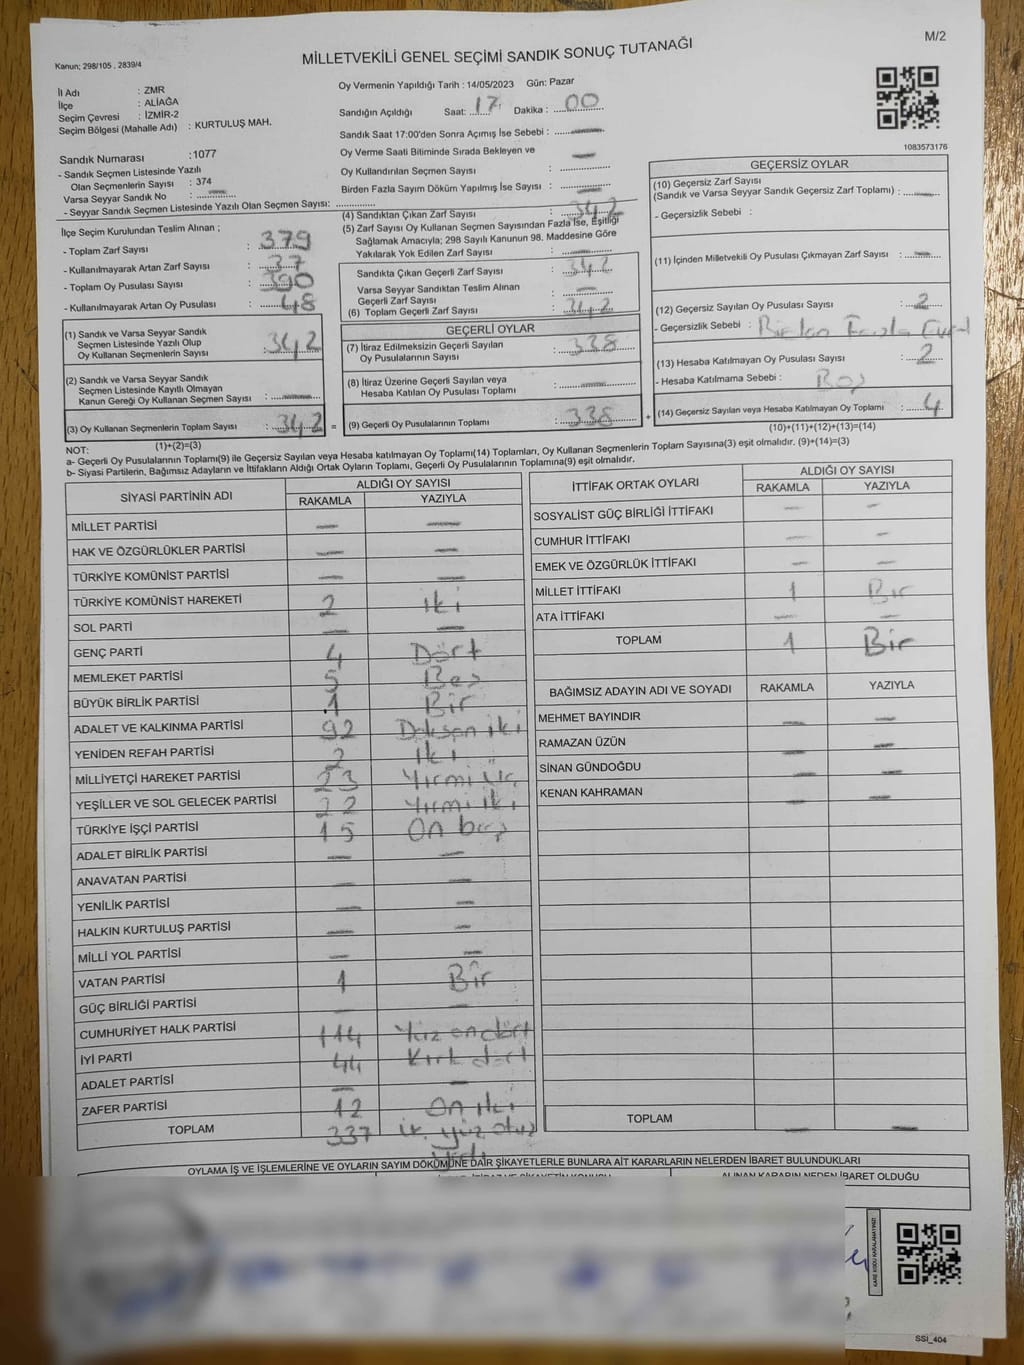 M/2
Kanun; 298/105 , 2839/4
MİLLETVEKİLİ GENEL SEÇİMİ SANDIK SONUÇ TUTANAĞI
İl Adı : ZMR
İlçe : ALİAĞA
Seçim Çevresi : İZMİR-2
Seçim Bölgesi (Mahalle Adı) : KURTULUŞ MAH.
Sandık Numarası :1077
- Sandık Seçmen Listesinde Yazılı
Olan Seçmenlerin Sayısı : 374
Varsa Seyyar Sandık No :
- Seyyar Sandık Seçmen Listesinde Yazılı Olan Seçmen Sayısı:
Oy Vermenin Yapıldığı Tarih : 14/05/2023 Gün: Pazar
Sandığın Açıldığı Saat: 17 Dakika : 00
Sandık Saat 17:00'den Sonra Açımış İse Sebebi : —
Oy Verme Saati Bitiminde Sırada Bekleyen ve
Oy Kullandırılan Seçmen Sayısı : —
Birden Fazla Sayım Döküm Yapılmış İse Sayısı : —
1083573176
İlçe Seçim Kurulundan Teslim Alınan ;
- Toplam Zarf Sayısı : 379
- Kullanılmayarak Artan Zarf Sayısı : 37
- Toplam Oy Pusulası Sayısı : 390
- Kullanılmayarak Artan Oy Pusulası : 48
(1) Sandık ve Varsa Seyyar Sandık
Seçmen Listesinde Yazılı Olup
Oy Kullanan Seçmenlerin Sayısı : 342
(2) Sandık ve Varsa Seyyar Sandık
Seçmen Listesinde Kayıtlı Olmayan
Kanun Gereği Oy Kullanan Seçmen Sayısı : —
(3) Oy Kullanan Seçmenlerin Toplam Sayısı : 342
(1)+(2)=(3)
(4) Sandıktan Çıkan Zarf Sayısı : 342
(5) Zarf Sayısı Oy Kullanan Seçmen Sayısından Fazla İse, Eşitliği
Sağlamak Amacıyla; 298 Sayılı Kanunun 98. Maddesine Göre
Yakılarak Yok Edilen Zarf Sayısı : —
Sandıkta Çıkan Geçerli Zarf Sayısı : 342
Varsa Seyyar Sandıktan Teslim Alınan
Geçerli Zarf Sayısı : —
(6) Toplam Geçerli Zarf Sayısı : 342
GEÇERLİ OYLAR
(7) İtiraz Edilmeksizin Geçerli Sayılan
Oy Pusulalarının Sayısı : 338
(8) İtiraz Üzerine Geçerli Sayılan veya
Hesaba Katılan Oy Pusulası Toplamı : —
= (9) Geçerli Oy Pusulalarının Toplamı : 338 +
GEÇERSİZ OYLAR
(10) Geçersiz Zarf Sayısı
(Sandık ve Varsa Seyyar Sandık Geçersiz Zarf Toplamı) : —
- Geçersizlik Sebebi :
(11) İçinden Milletvekili Oy Pusulası Çıkmayan Zarf Sayısı : —
(12) Geçersiz Sayılan Oy Pusulası Sayısı : 2
- Geçersizlik Sebebi : Birden Fazla
(13) Hesaba Katılmayan Oy Pusulası Sayısı : 2
- Hesaba Katılmama Sebebi : Boş
(14) Geçersiz Sayılan veya Hesaba Katılmayan Oy Toplamı : 4
(10)+(11)+(12)+(13)=(14)
NOT:
a- Geçerli Oy Pusulalarının Toplamı(9) ile Geçersiz Sayılan veya Hesaba katılmayan Oy Toplamı(14) Toplamları, Oy Kullanan Seçmenlerin Toplam Sayısına(3) eşit olmalıdır. (9)+(14)=(3)
b- Siyasi Partilerin, Bağımsız Adayların ve İttifakların Aldığı Ortak Oyların Toplamı, Geçerli Oy Pusulalarının Toplamına(9) eşit olmalıdır.
SİYASİ PARTİNİN ADI ALDIĞI OY SAYISI
RAKAMLA YAZIYLA
MİLLET PARTİSİ — —
HAK VE ÖZGÜRLÜKLER PARTİSİ — —
TÜRKİYE KOMÜNİST PARTİSİ — —
TÜRKİYE KOMÜNİST HAREKETİ 2 iki
SOL PARTİ — —
GENÇ PARTİ 4 Dört
MEMLEKET PARTİSİ 5 Beş
BÜYÜK BİRLİK PARTİSİ 1 Bir
ADALET VE KALKINMA PARTİSİ 92 Doksan iki
YENİDEN REFAH PARTİSİ 2 İki
MİLLİYETÇİ HAREKET PARTİSİ 23 Yirmi Üç
YEŞİLLER VE SOL GELECEK PARTİSİ 22 Yirmi iki
TÜRKİYE İŞÇİ PARTİSİ 15 On beş
ADALET BİRLİK PARTİSİ — —
ANAVATAN PARTİSİ —
YENİLİK PARTİSİ — —
HALKIN KURTULUŞ PARTİSİ — —
MİLLİ YOL PARTİSİ — —
VATAN PARTİSİ 1 Bir
GÜÇ BİRLİĞİ PARTİSİ — —
CUMHURİYET HALK PARTİSİ 114 Yüz on dört
İYİ PARTİ 44 Kırk dört
ADALET PARTİSİ — —
ZAFER PARTİSİ 12 On iki
TOPLAM 337 iki yüz otuz
İTTİFAK ORTAK OYLARI ALDIĞI OY SAYISI
RAKAMLA YAZIYLA
SOSYALİST GÜÇ BİRLİĞİ İTTİFAKI — —
CUMHUR İTTİFAKI — —
EMEK VE ÖZGÜRLÜK İTTİFAKI — —
MİLLET İTTİFAKI 1 Bir
ATA İTTİFAKI — —
TOPLAM 1 Bir
BAĞIMSIZ ADAYIN ADI VE SOYADI RAKAMLA YAZIYLA
MEHMET BAYINDIR — —
RAMAZAN ÜZÜN — —
SİNAN GÜNDOĞDU — —
KENAN KAHRAMAN — —
TOPLAM — —
OYLAMA İŞ VE İŞLEMLERİNE VE OYLARIN SAYIM DÖKÜMÜNE DAİR ŞİKAYETLERLE BUNLARA AİT KARARLARIN NELERDEN İBARET BULUNDUKLARI
ALINAN KARARIN NEDEN İBARET OLDUĞU
KARE KODU KARALAMAYINIZ!
SSİ_404